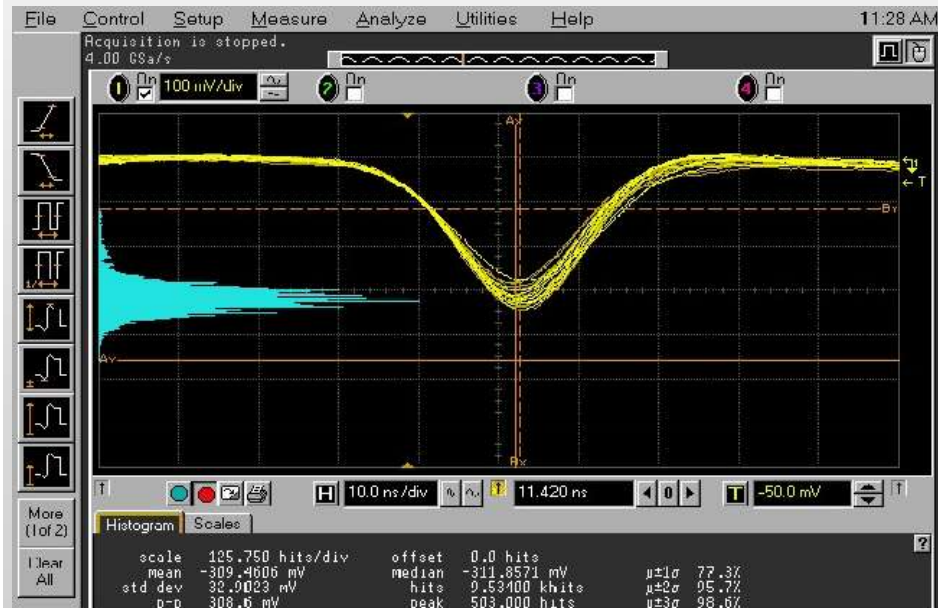 File Control Setup Measure Analyze Utilities Help 11:28 AM
Acquisition is stopped.
4.00 GSa/s
1 On 100 mV/div 2 On 3 On 4 On
Ax
1
T
By
Ay
Bx
More
(1 of 2)
Clear
All
H 10.0 ns/div 11.420 ns 0 T -50.0 mV
Histogram Scales
?
scale 125.750 hits/div offset 0.0 hits
mean -309.4606 mV median -311.8571 mV µ±1σ 77.3%
std dev 32.9023 mV hits 9.53400 khits µ±2σ 95.7%
p-p 308.6 mV peak 503.000 hits µ±3σ 98.6%